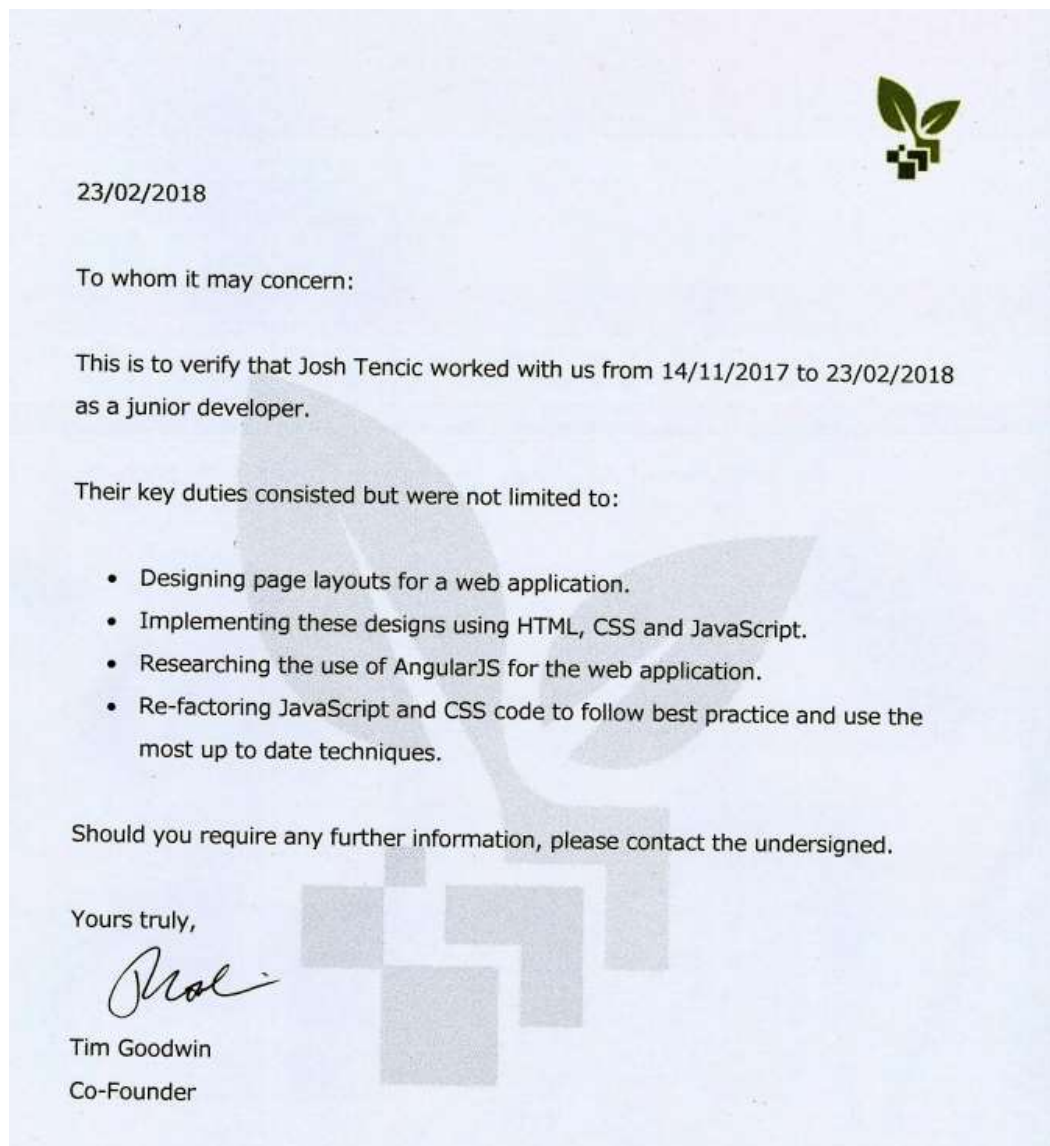 23/02/2018
To whom it may concern:
This is to verify that Josh Tencic worked with us from 14/11/2017 to 23/02/2018
as a junior developer.
Their key duties consisted but were not limited to:
• Designing page layouts for a web application.
• Implementing these designs using HTML, CSS and JavaScript.
• Researching the use of AngularJS for the web application.
• Re-factoring JavaScript and CSS code to follow best practice and use the
most up to date techniques.
Should you require any further information, please contact the undersigned.
Yours truly,
Tim Goodwin
Co-Founder